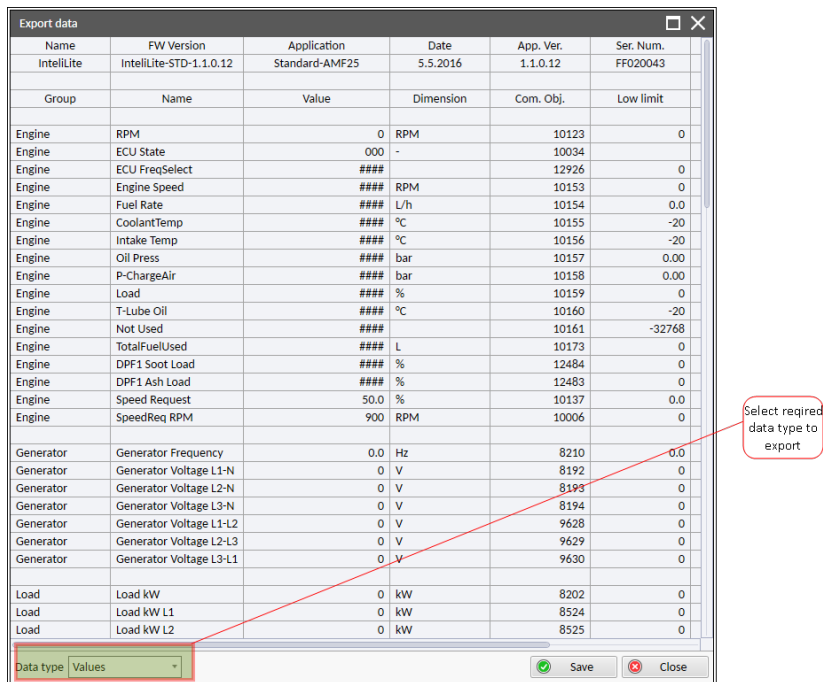 Export data
Name FW Version Application Date App. Ver. Ser. Num.
InteliLite InteliLite-STD-1.1.0.12 Standard-AMF25 5.5.2016 1.1.0.12 FF020043
Group Name Value Dimension Com. Obj. Low limit
Engine RPM 0 RPM 10123 0
Engine ECU State 000 - 10034
Engine ECU FreqSelect #### 12926 0
Engine Engine Speed #### RPM 10153 0
Engine Fuel Rate #### L/h 10154 0.0
Engine CoolantTemp #### °C 10155 -20
Engine Intake Temp #### °C 10156 -20
Engine Oil Press #### bar 10157 0.00
Engine P-ChargeAir #### bar 10158 0.00
Engine Load #### % 10159 0
Engine T-Lube Oil #### °C 10160 -20
Engine Not Used #### 10161 -32768
Engine TotalFuelUsed #### L 10173 0
Engine DPF1 Soot Load #### % 12484 0
Engine DPF1 Ash Load #### % 12483 0
Engine Speed Request 50.0 % 10137 0.0
Engine SpeedReq RPM 900 RPM 10006 0
Generator Generator Frequency 0.0 Hz 8210 0.0
Generator Generator Voltage L1-N 0 V 8192 0
Generator Generator Voltage L2-N 0 V 8193 0
Generator Generator Voltage L3-N 0 V 8194 0
Generator Generator Voltage L1-L2 0 V 9628 0
Generator Generator Voltage L2-L3 0 V 9629 0
Generator Generator Voltage L3-L1 0 V 9630 0
Load Load kW 0 kW 8202 0
Load Load kW L1 0 kW 8524 0
Load Load kW L2 0 kW 8525 0
Data type Values Save Close
Select reqired
data type to
export